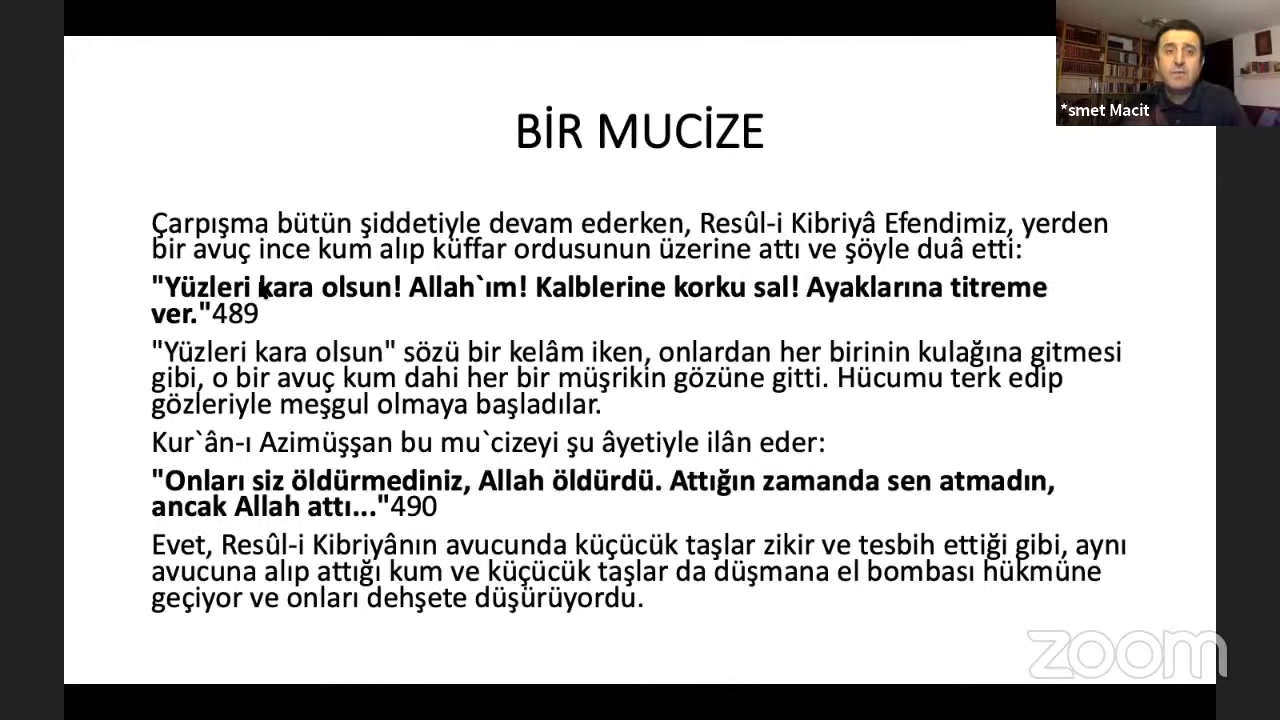 *smet Macit
BİR MUCİZE
Çarpışma bütün şiddetiyle devam ederken, Resûl-i Kibriyâ Efendimiz, yerden
bir avuç ince kum alıp küffar ordusunun üzerine attı ve şöyle duâ etti:
"Yüzleri kara olsun! Allah`ım! Kalblerine korku sal! Ayaklarına titreme
ver."489
"Yüzleri kara olsun" sözü bir kelâm iken, onlardan her birinin kulağına gitmesi
gibi, o bir avuç kum dahi her bir müşrikin gözüne gitti. Hücumu terk edip
gözleriyle meşgul olmaya başladılar.
Kur`ân-ı Azimüşşan bu mu`cizeyi şu âyetiyle ilân eder:
"Onları siz öldürmediniz, Allah öldürdü. Attığın zamanda sen atmadın,
ancak Allah attı..."490
Evet, Resûl-i Kibriyânın avucunda küçücük taşlar zikir ve tesbih ettiği gibi, aynı
avucuna alıp attığı kum ve küçücük taşlar da düşmana el bombası hükmüne
geçiyor ve onları dehşete düşürüyordu.
zoom